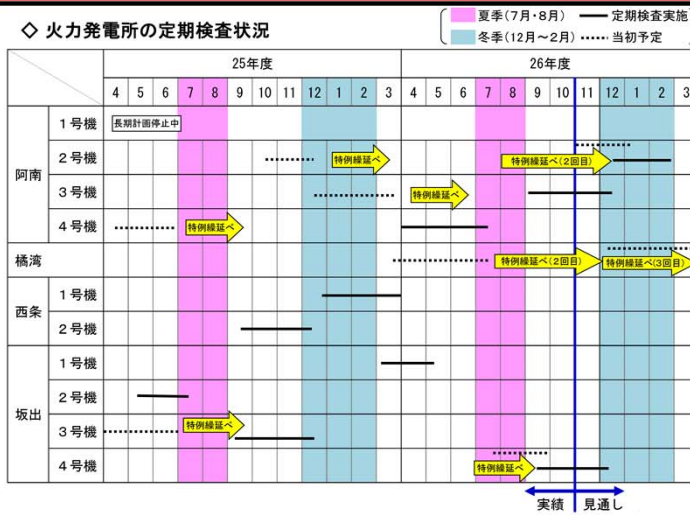 ◇ 火力発電所の定期検査状況
夏季(7月・8月) 定期検査実施
冬季(12月～2月) 当初予定
25年度 26年度
4 5 6 7 8 9 10 11 12 1 2 3 4 5 6 7 8 9 10 11 12 1 2 3
阿南
1号機 長期計画停止中
2号機 特例繰延べ 特例繰延べ(2回目)
3号機 特例繰延べ
4号機 特例繰延べ
橘湾 特例繰延べ(2回目) 特例繰延べ(3回目)
西条
1号機
2号機
坂出
1号機
2号機
3号機 特例繰延べ
4号機 特例繰延べ
実績 見通し